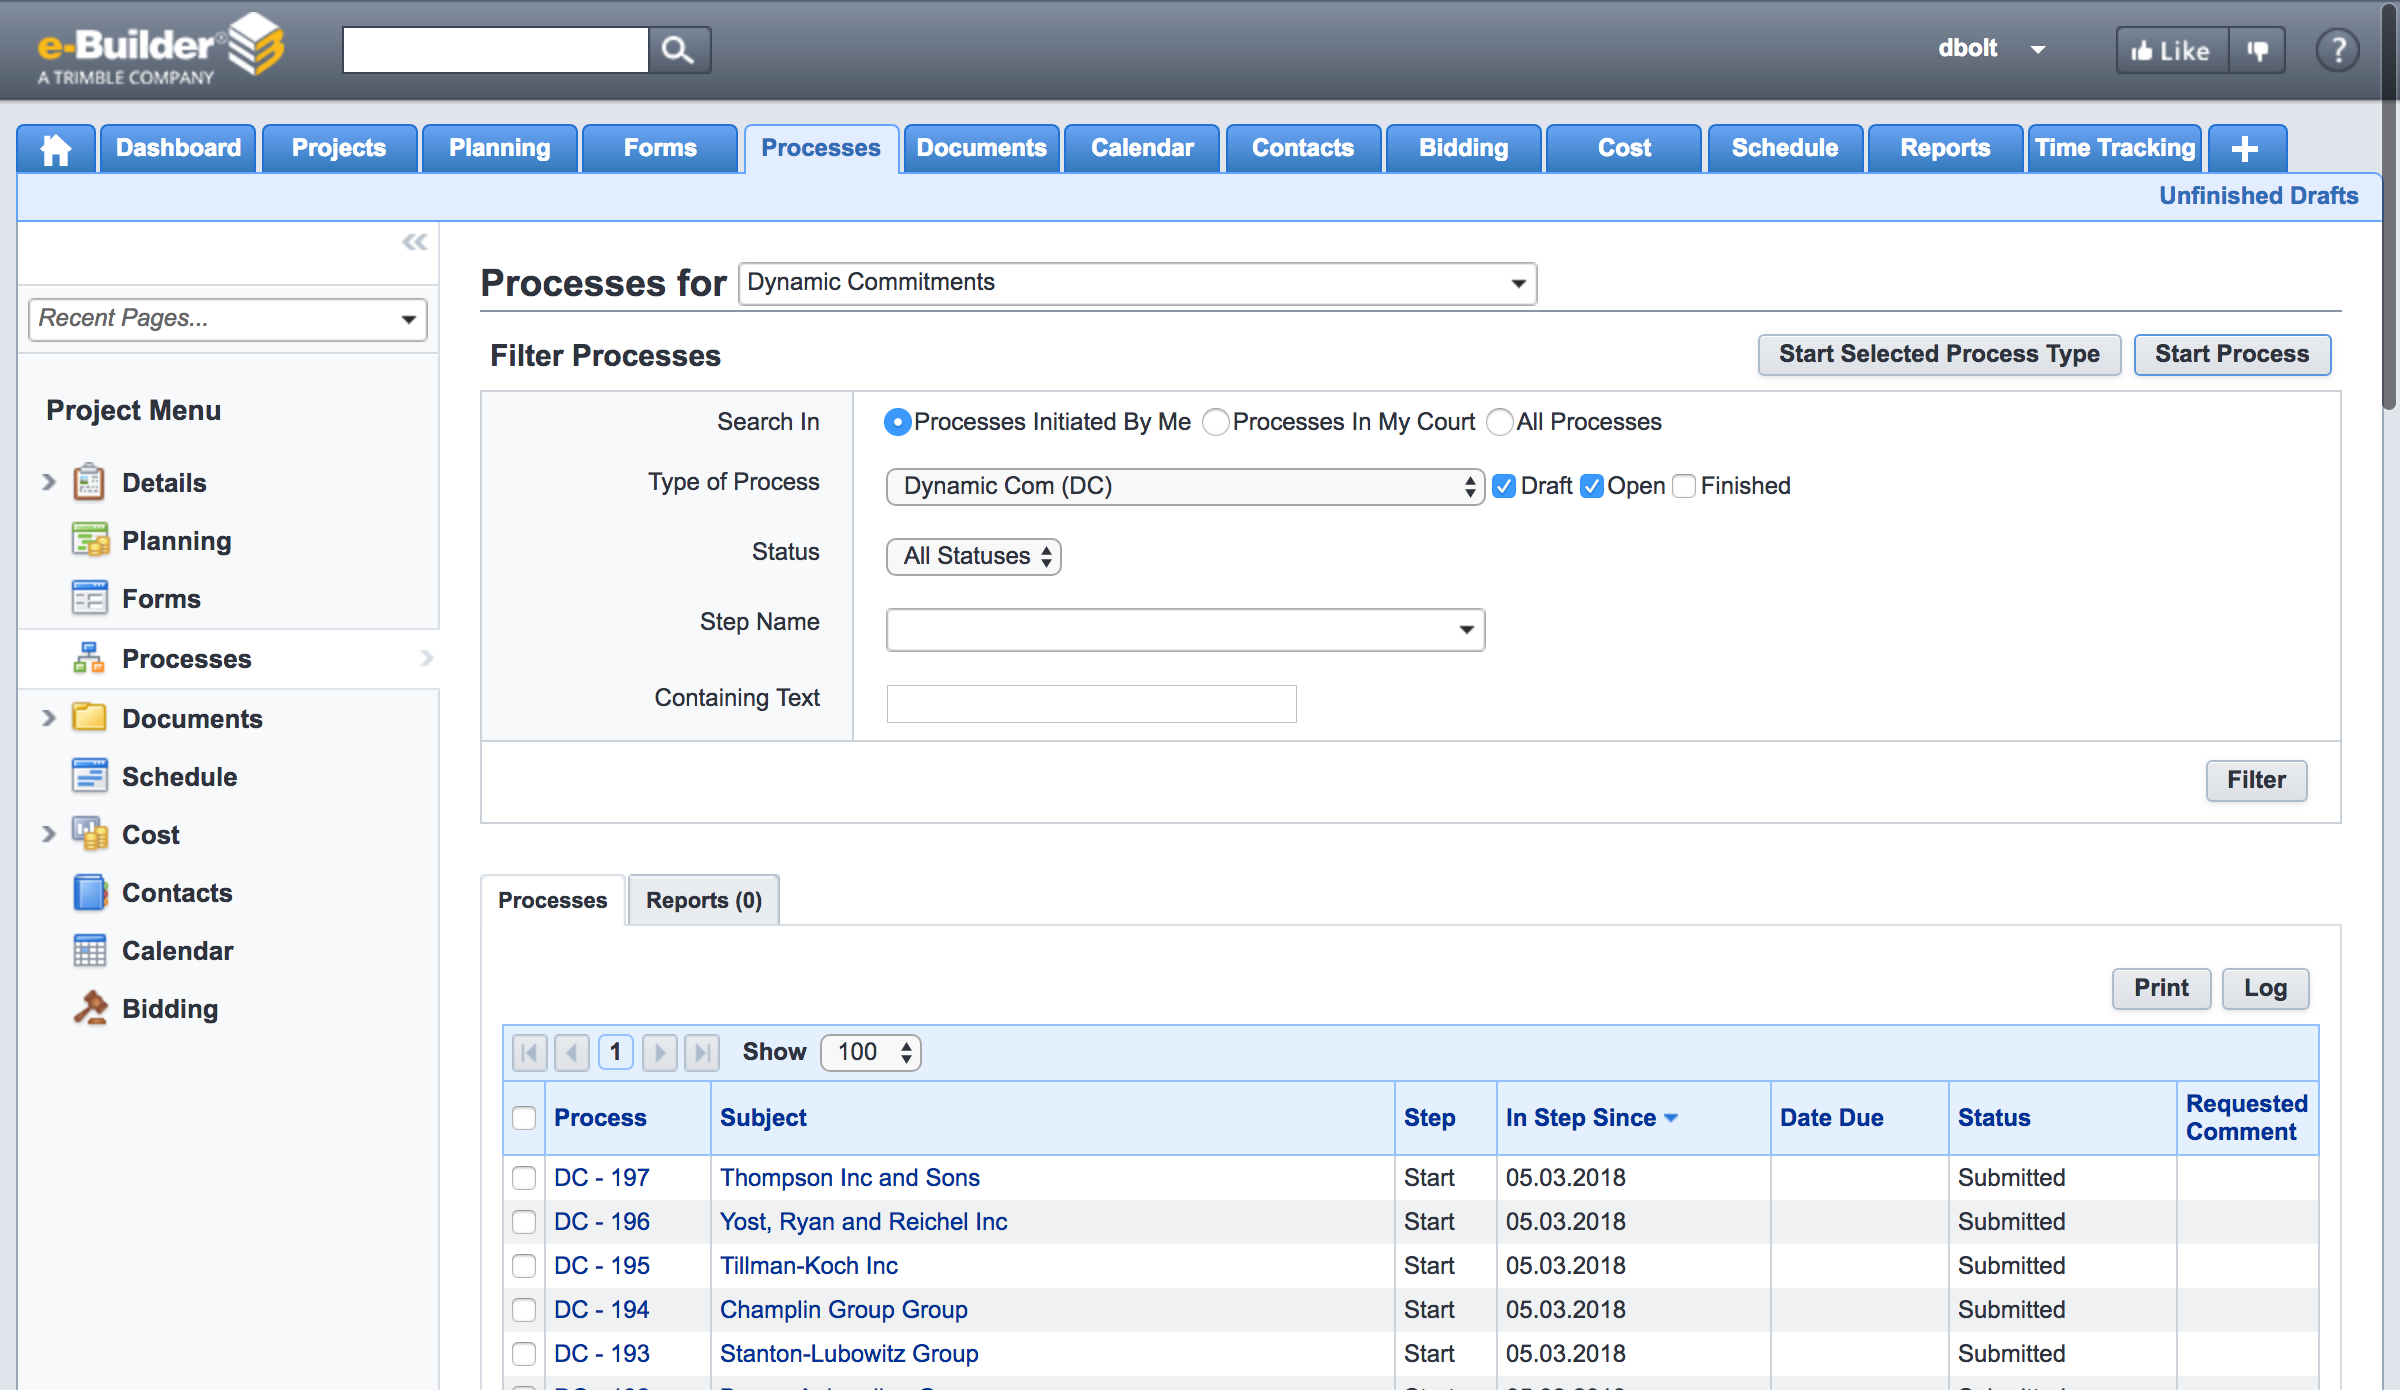 e-Builder®
A TRIMBLE COMPANY
dbolt
Like
?
Dashboard Projects Planning Forms Processes Documents Calendar Contacts Bidding Cost Schedule Reports Time Tracking
Unfinished Drafts
Recent Pages...
Project Menu
Details
Planning
Forms
Processes
Documents
Schedule
Cost
Contacts
Calendar
Bidding
Processes for Dynamic Commitments
Filter Processes Start Selected Process Type Start Process
Search In Processes Initiated By Me Processes In My Court All Processes
Type of Process Dynamic Com (DC) Draft Open Finished
Status All Statuses
Step Name
Containing Text
Filter
Processes Reports (0)
Print Log
1 Show 100
Process Subject Step In Step Since Date Due Status Requested Comment
DC - 197 Thompson Inc and Sons Start 05.03.2018 Submitted
DC - 196 Yost, Ryan and Reichel Inc Start 05.03.2018 Submitted
DC - 195 Tillman-Koch Inc Start 05.03.2018 Submitted
DC - 194 Champlin Group Group Start 05.03.2018 Submitted
DC - 193 Stanton-Lubowitz Group Start 05.03.2018 Submitted